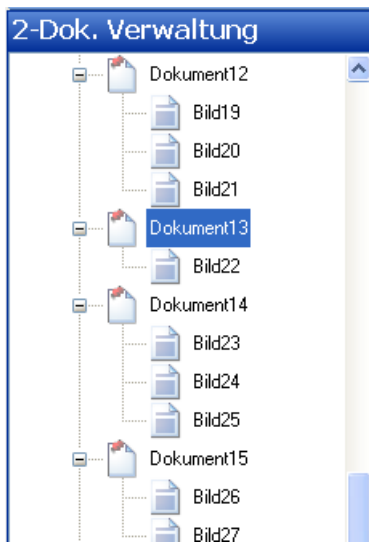 2-Dok. Verwaltung
Dokument12
Bild19
Bild20
Bild21
Dokument13
Bild22
Dokument14
Bild23
Bild24
Bild25
Dokument15
Bild26
Bild27